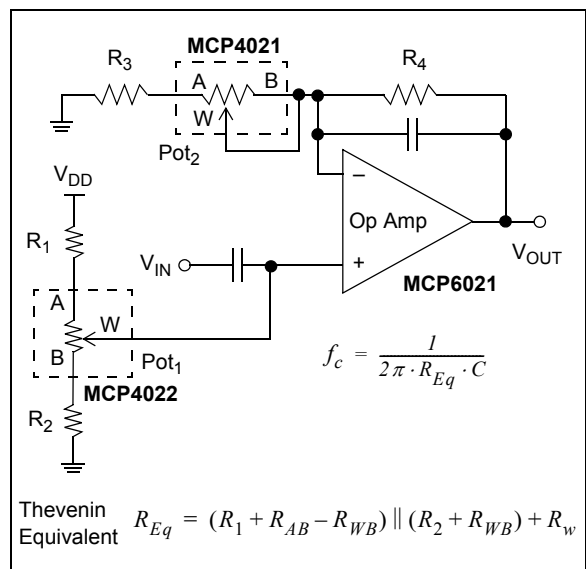 MCP4021
R3
A
B
R4
W
Pot2
VDD
−
Op Amp
R1
VIN
+
VOUT
MCP6021
A
W
B
Pot1
MCP4022
fc = 1 / (2π · REq · C)
R2
Thevenin
Equivalent
REq = (R1 + RAB – RWB) || (R2 + RWB) + Rw